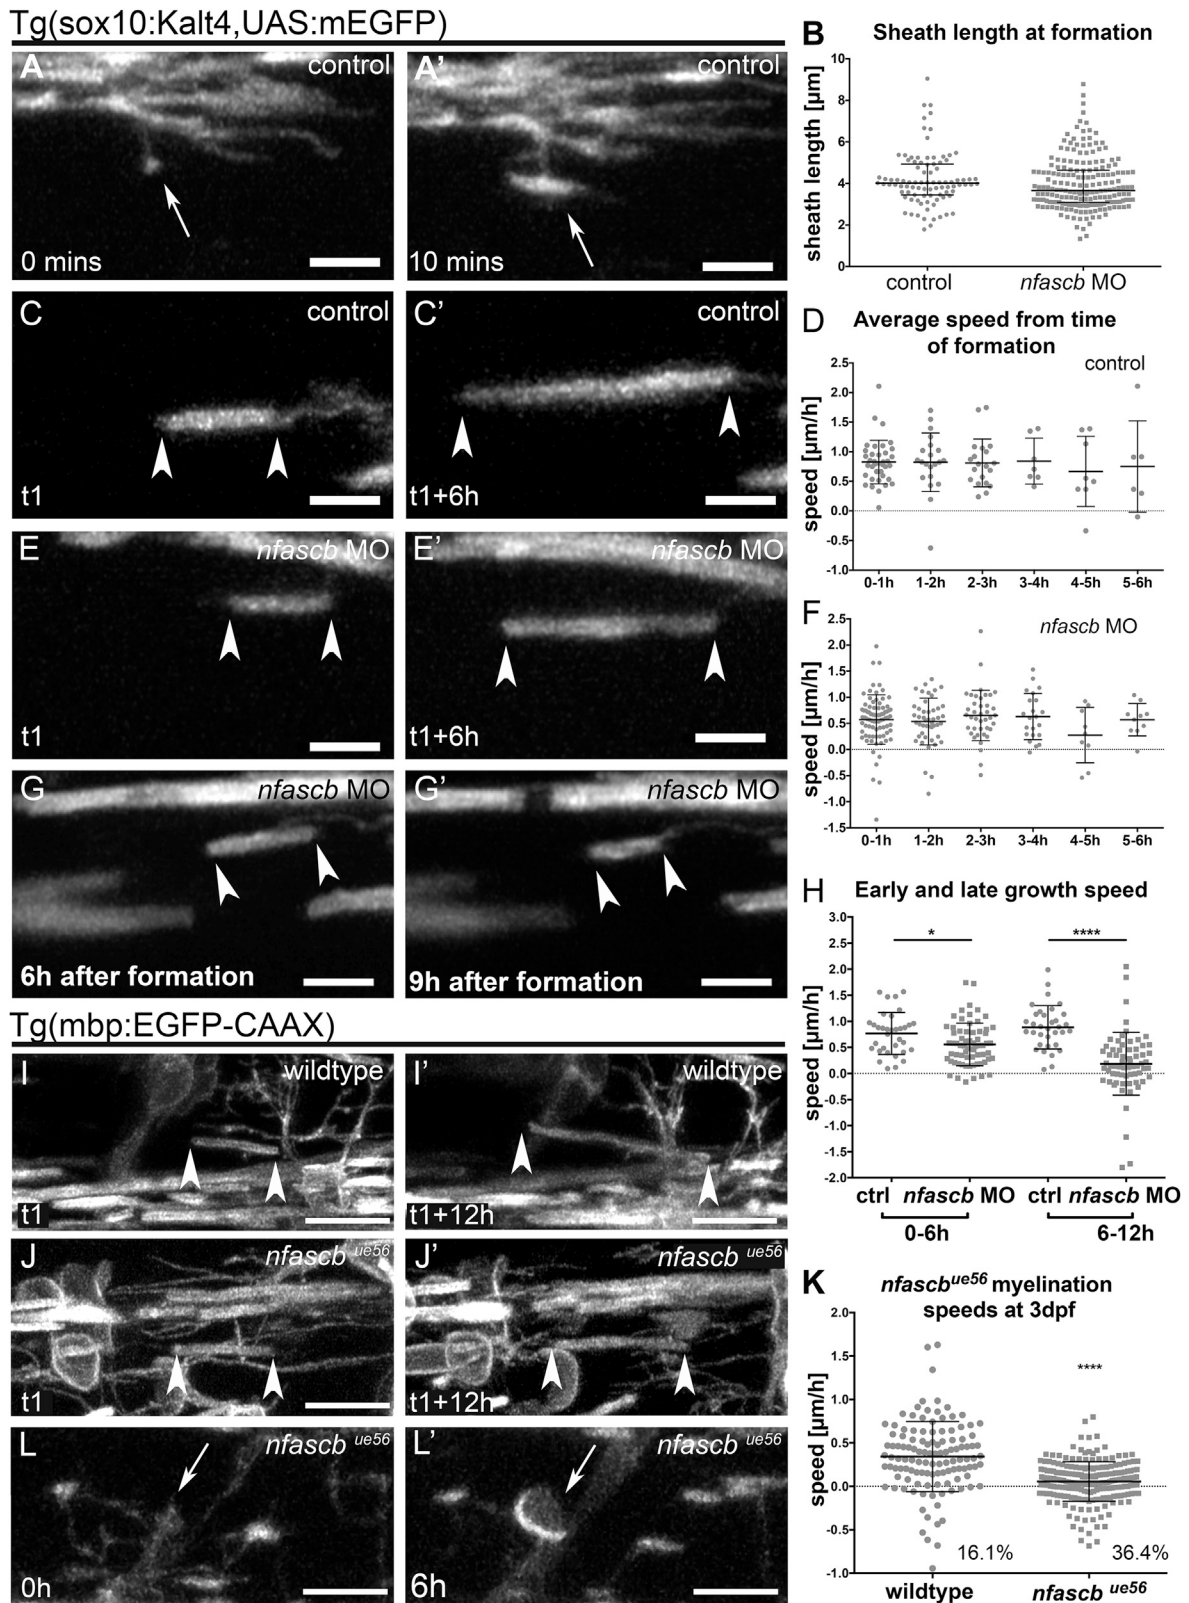 Tg(sox10:Kalt4,UAS:mEGFP)
A control
0 mins
A' control
10 mins
B Sheath length at formation
sheath length [µm]
10
8
6
4
2
0
control nfascb MO
C control
t1
C' control
t1+6h
D Average speed from time
of formation
control
speed [µm/h]
2.5
2.0
1.5
1.0
0.5
0.0
-0.5
-1.0
0-1h 1-2h 2-3h 3-4h 4-5h 5-6h
E nfascb MO
t1
E' nfascb MO
t1+6h
F
nfascb MO
speed [µm/h]
2.5
2.0
1.5
1.0
0.5
0.0
-0.5
-1.0
-1.5
0-1h 1-2h 2-3h 3-4h 4-5h 5-6h
G nfascb MO
6h after formation
G' nfascb MO
9h after formation
H Early and late growth speed
speed [µm/h]
3.0
2.5
2.0
1.5
1.0
0.5
0.0
-0.5
-1.0
-1.5
-2.0
* ****
ctrl nfascb MO ctrl nfascb MO
0-6h 6-12h
Tg(mbp:EGFP-CAAX)
I wildtype
t1
I' wildtype
t1+12h
J nfascb ue56
t1
J' nfascb ue56
t1+12h
K nfascbue56 myelination
speeds at 3dpf
speed [µm/h]
2.0
1.5
1.0
0.5
0.0
-0.5
-1.0
****
16.1% 36.4%
wildtype nfascb ue56
L nfascb ue56
0h
L' nfascb ue56
6h